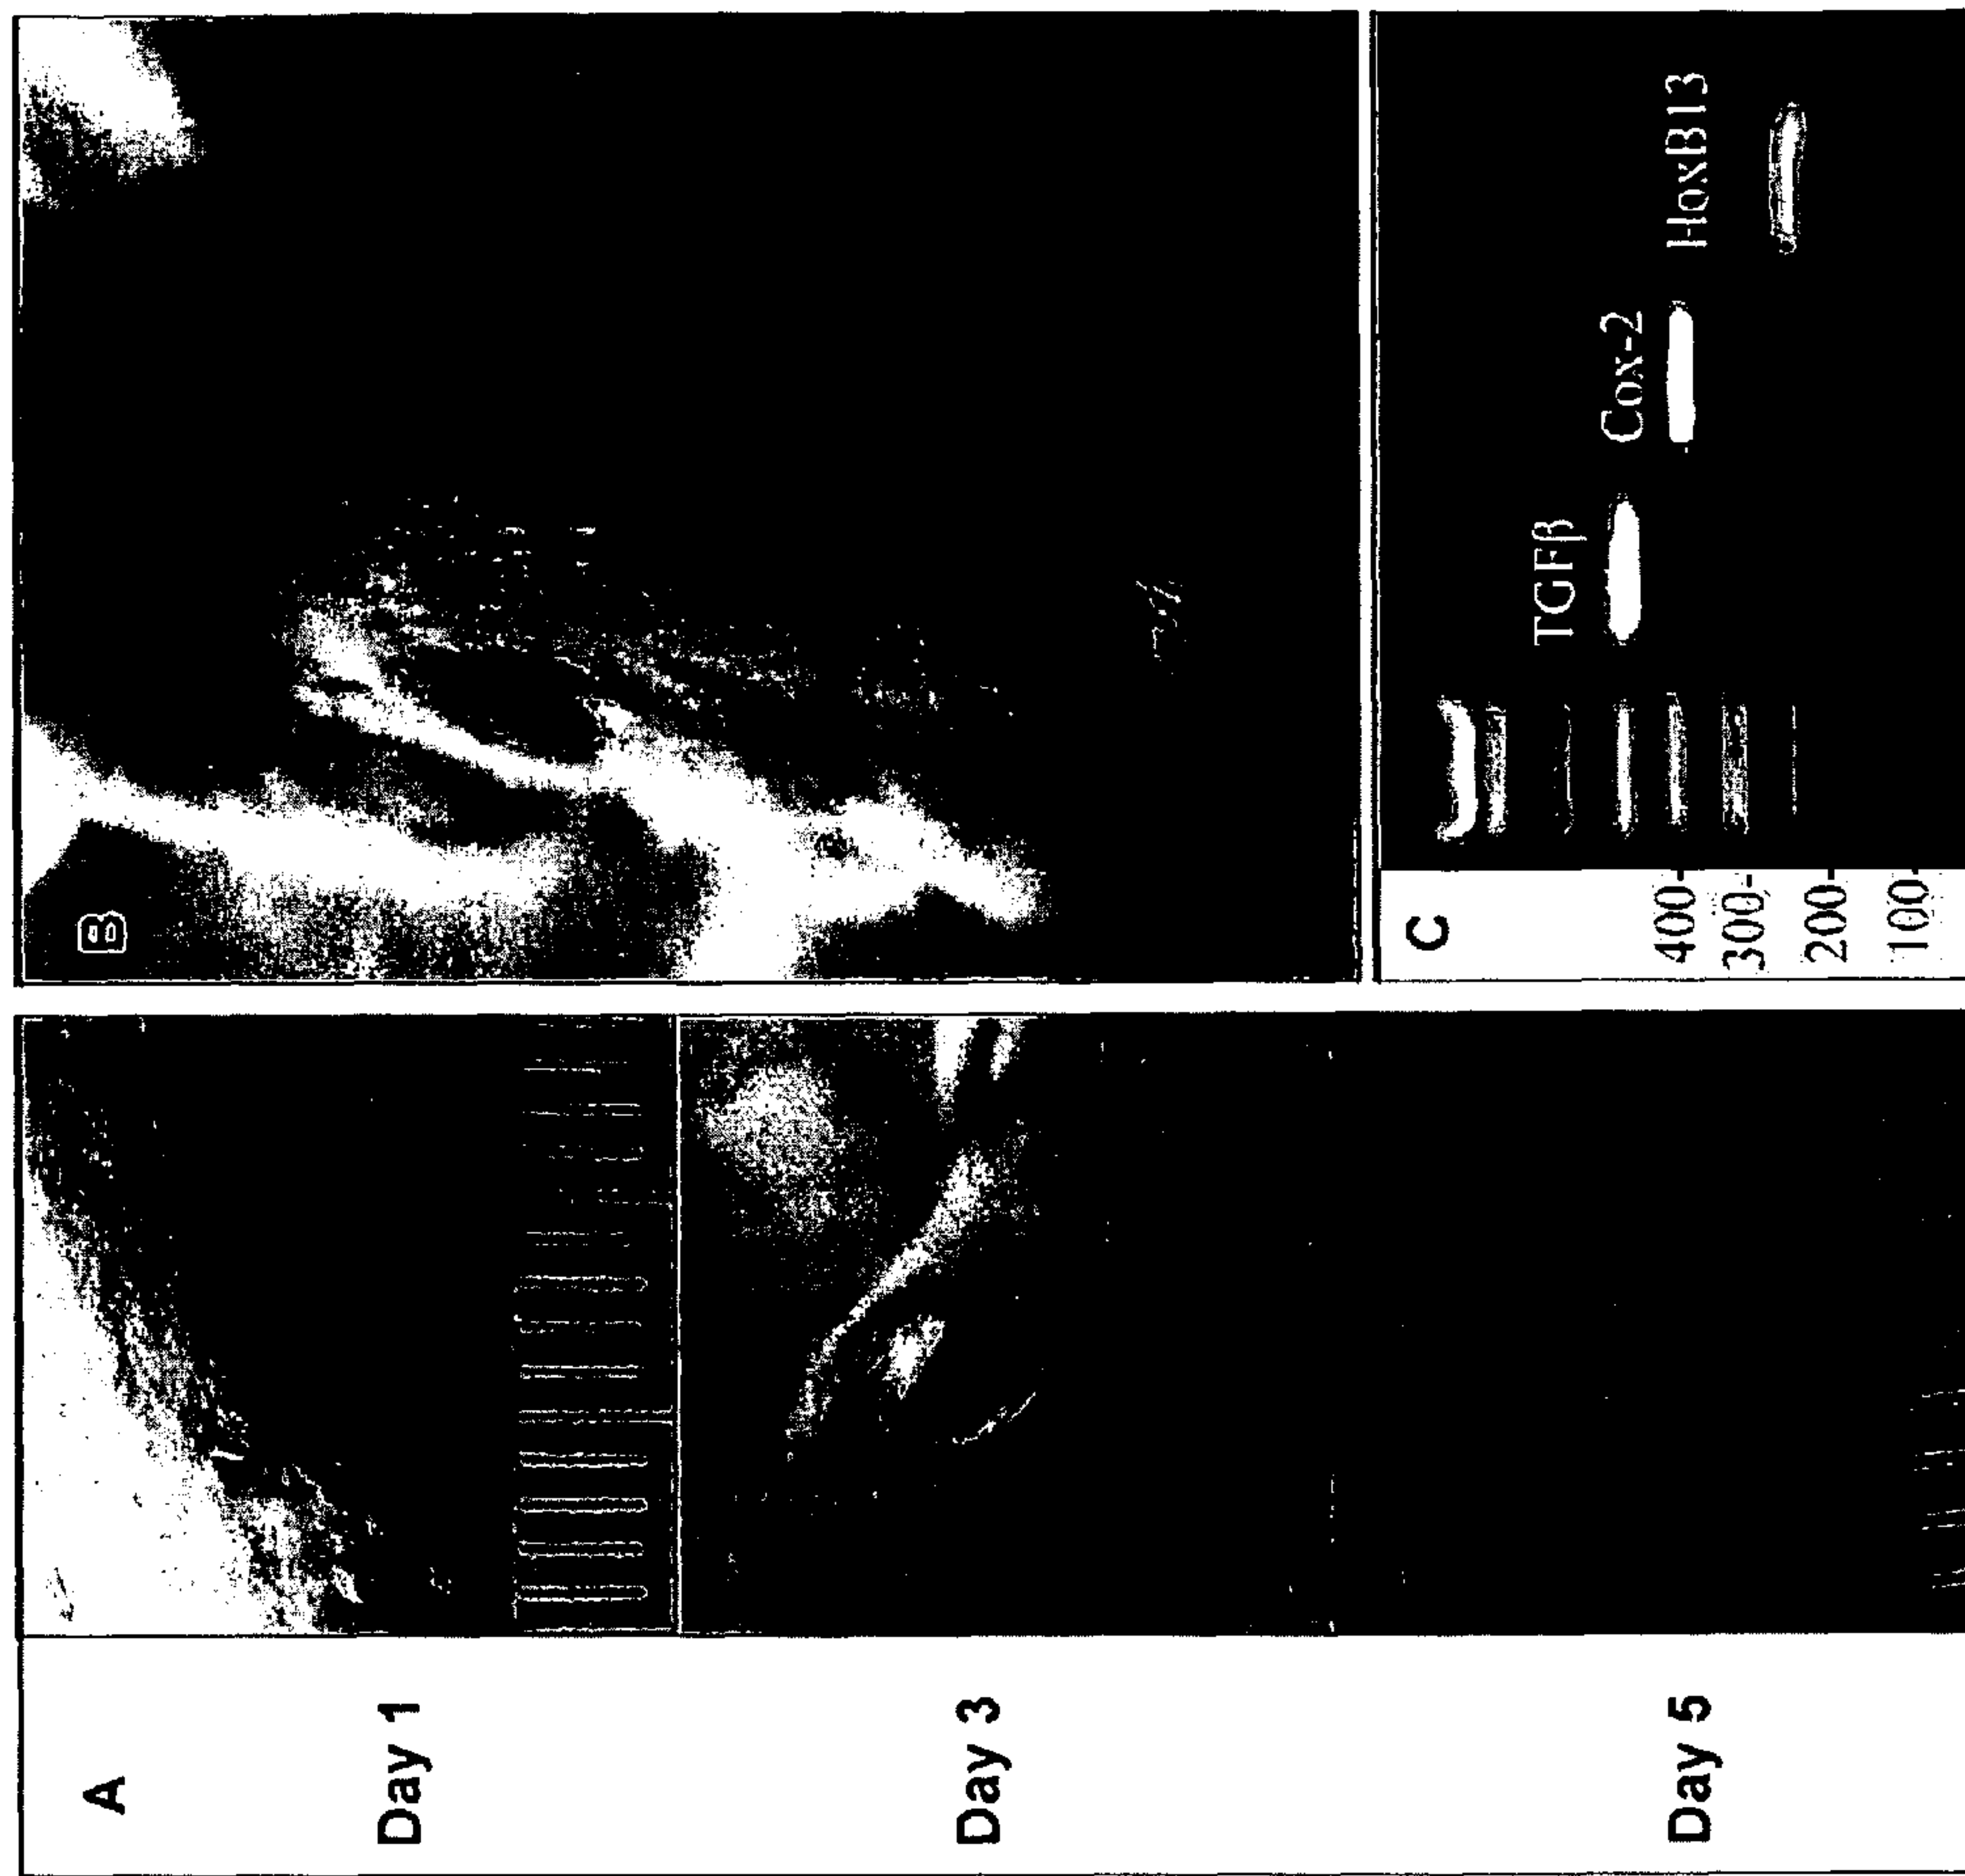 A
Day 1
Day 3
Day 5
B
C
TGFβ
Cox-2
HoxB13
400-
300-
200-
100-